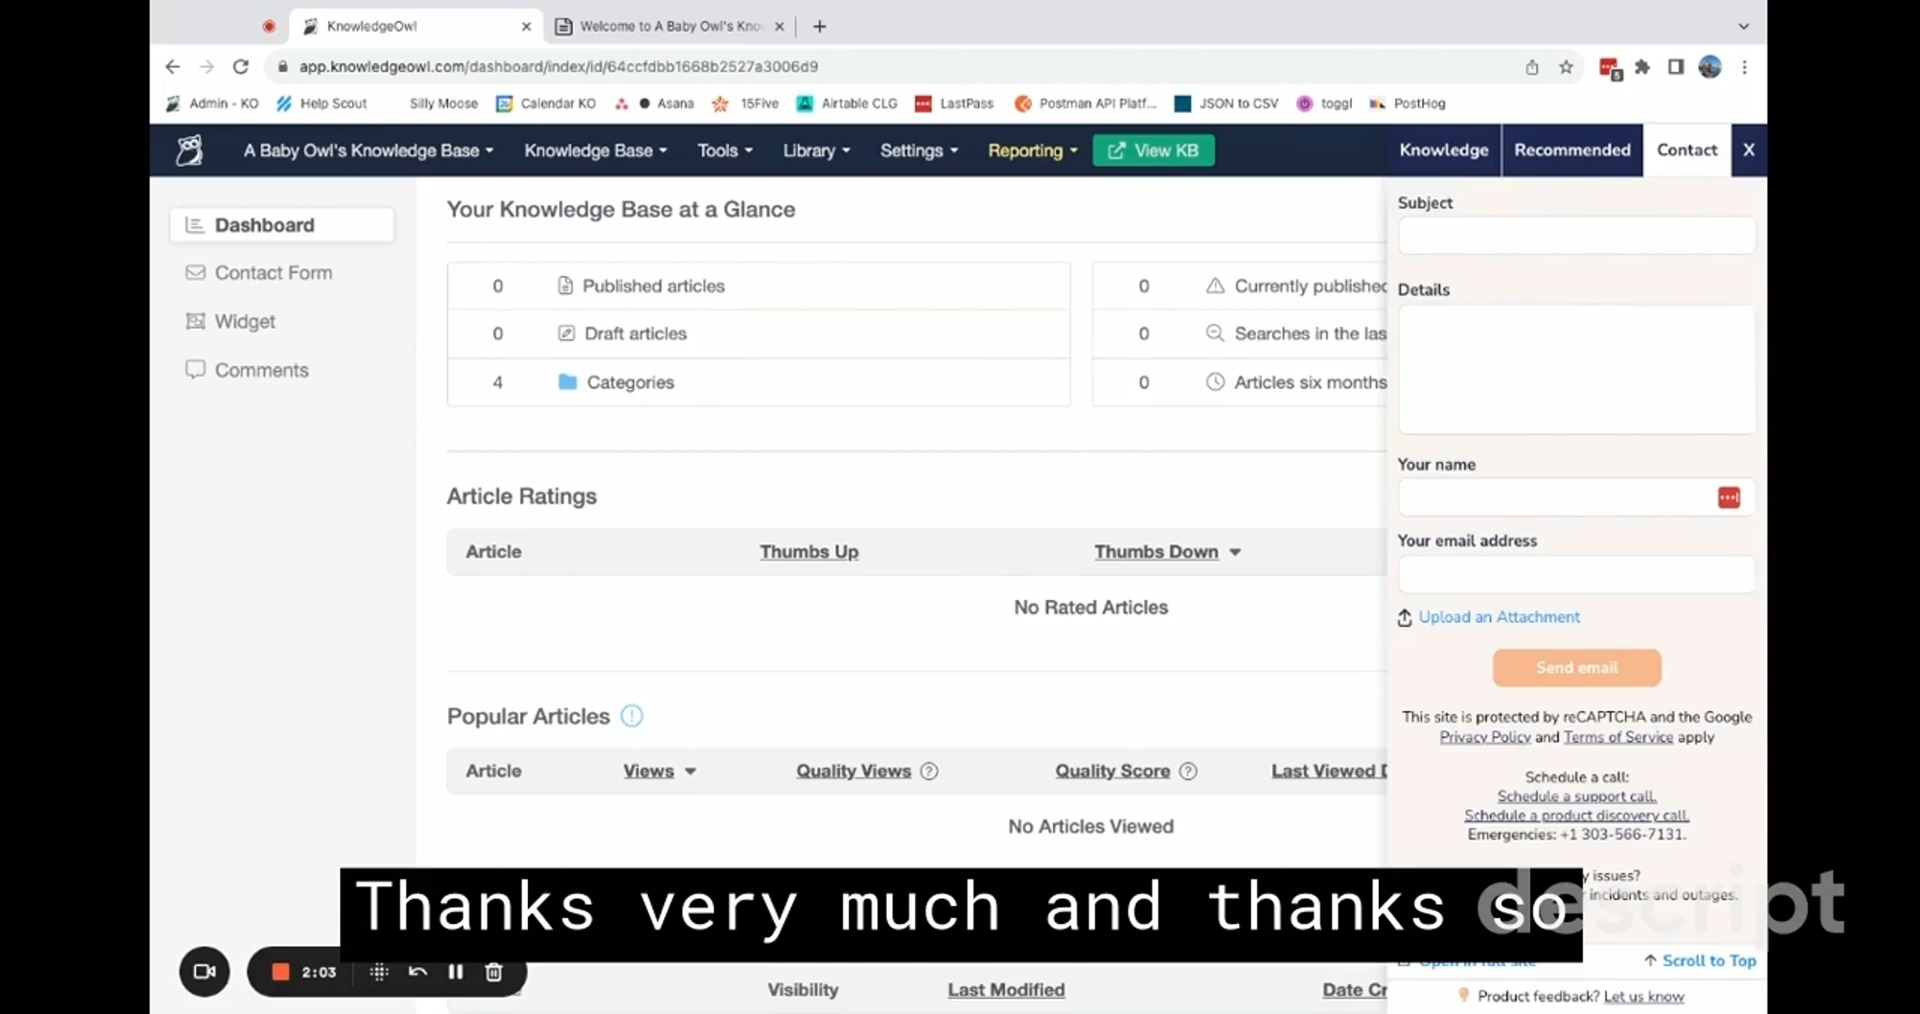 KnowledgeOwl
Welcome to A Baby Owl's Kno
app.knowledgeowl.com/dashboard/index/id/64ccfdbb1668b2527a3006d9
5
Admin - KO Help Scout Silly Moose Calendar KO Asana 15Five Airtable CLG LastPass Postman API Platf... JSON to CSV toggl PostHog
A Baby Owl's Knowledge Base Knowledge Base Tools Library Settings Reporting View KB Knowledge Recommended Contact X
Dashboard
Contact Form
Widget
Comments
Your Knowledge Base at a Glance
0 Published articles
0 Draft articles
4 Categories
0 Currently published
0 Searches in the las
0 Articles six months
Article Ratings
Article Thumbs Up Thumbs Down
No Rated Articles
Popular Articles
Article Views Quality Views Quality Score Last Viewed D
No Articles Viewed
Visibility Last Modified Date Cr
Subject
Details
Your name
Your email address
Upload an Attachment
Send email
This site is protected by reCAPTCHA and the Google
Privacy Policy and Terms of Service apply
Schedule a call:
Schedule a support call.
Schedule a product discovery call.
Emergencies: +1 303-566-7131.
y issues?
incidents and outages.
Scroll to Top
Product feedback? Let us know
Thanks very much and thanks so
descript
2:03